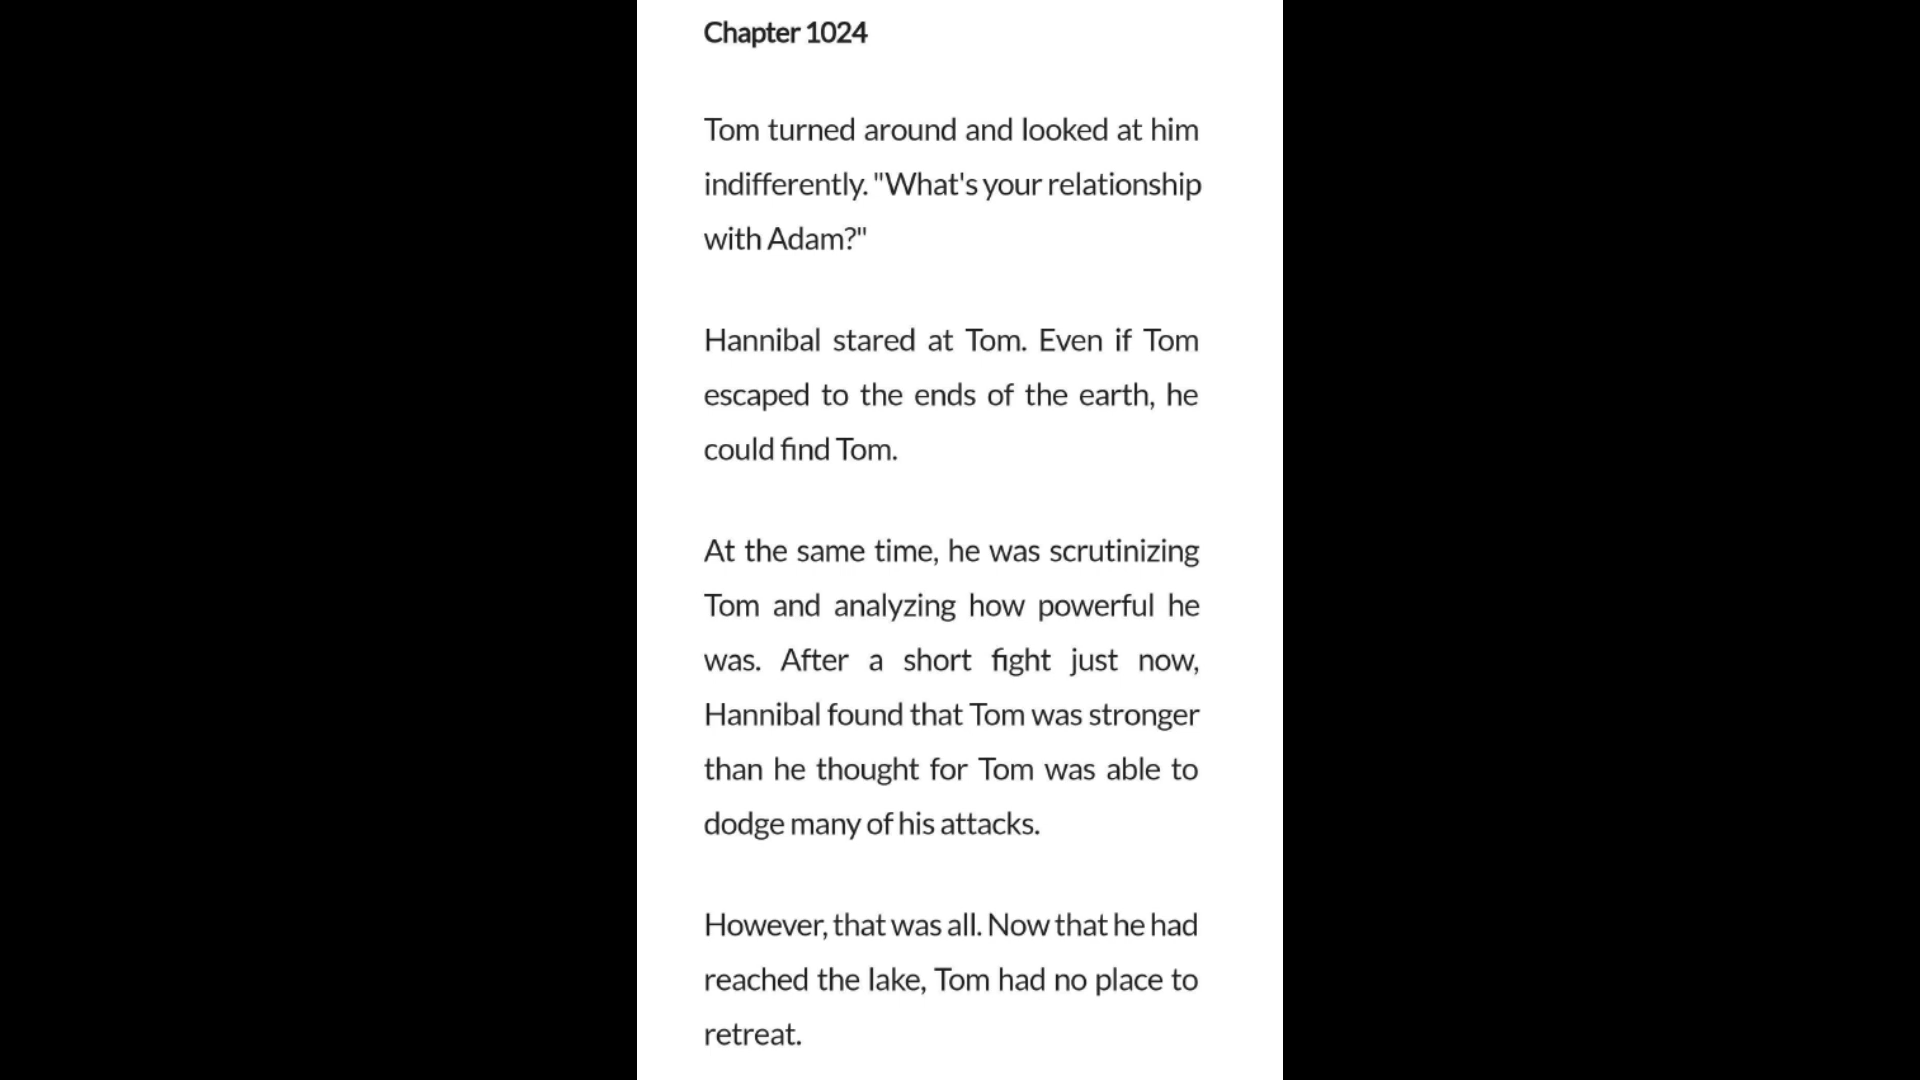 Chapter 1024
Tom turned around and looked at him
indifferently. "What's your relationship
with Adam?"
Hannibal stared at Tom. Even if Tom
escaped to the ends of the earth, he
could find Tom.
At the same time, he was scrutinizing
Tom and analyzing how powerful he
was. After a short fight just now,
Hannibal found that Tom was stronger
than he thought for Tom was able to
dodge many of his attacks.
However, that was all. Now that he had
reached the lake, Tom had no place to
retreat.